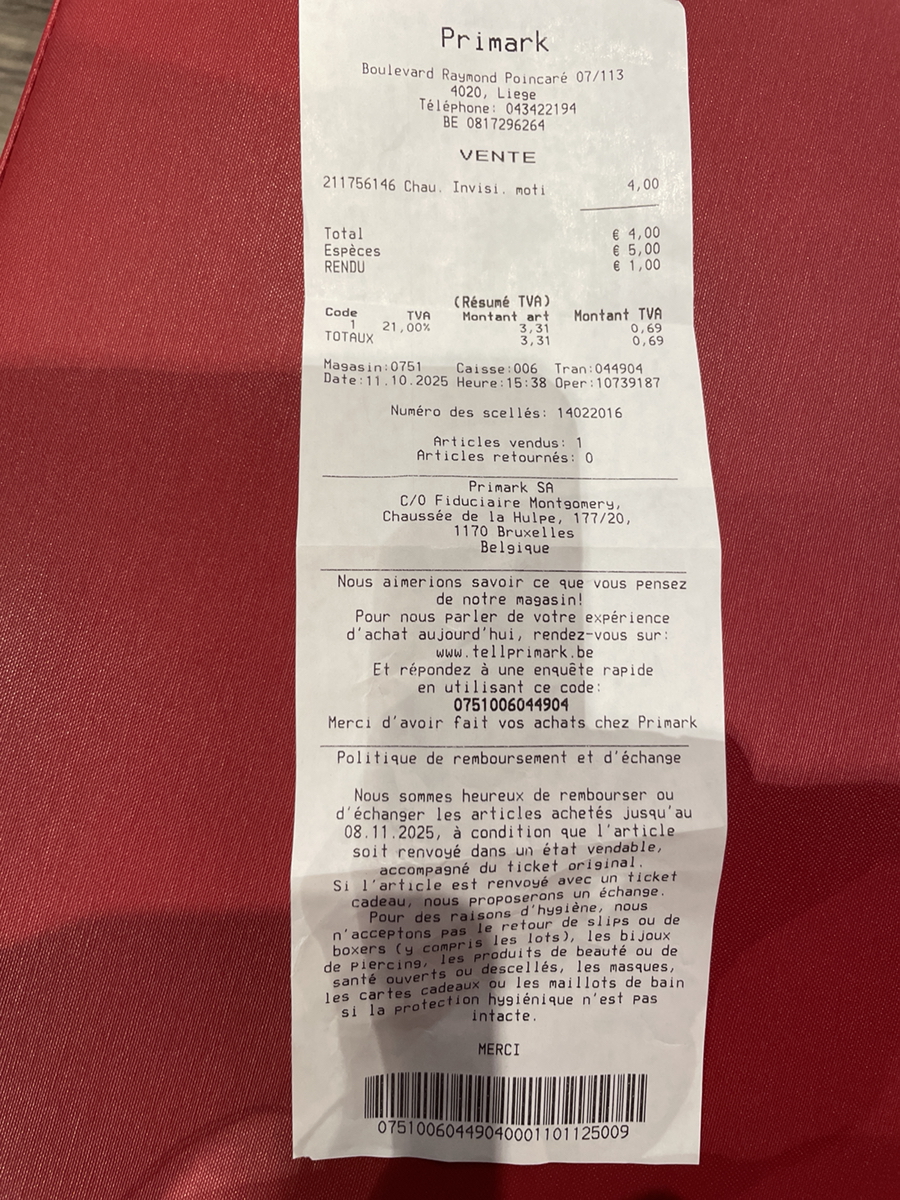 Primark
Boulevard Raymond Poincaré 07/113
4020, Liege
Téléphone: 043422194
BE 0817296264
VENTE
211756146 Chau. Invisi. moti 4,00
Total € 4,00
Espèces € 5,00
RENDU € 1,00
(Résumé TVA)
Code TVA Montant art Montant TVA
1 21,00% 3,31 0,69
TOTAUX 3,31 0,69
Magasin:0751 Caisse:006 Tran:044904
Date:11.10.2025 Heure:15:38 Oper:10739187
Numéro des scellés: 14022016
Articles vendus: 1
Articles retournés: 0
Primark SA
C/O Fiduciaire Montgomery,
Chaussée de la Hulpe, 177/20,
1170 Bruxelles
Belgique
Nous aimerions savoir ce que vous pensez
de notre magasin!
Pour nous parler de votre expérience
d'achat aujourd'hui, rendez-vous sur:
www.tellprimark.be
Et répondez à une enquête rapide
en utilisant ce code:
0751006044904
Merci d'avoir fait vos achats chez Primark
Politique de remboursement et d'échange
Nous sommes heureux de rembourser ou
d'échanger les articles achetés jusqu'au
08.11.2025, à condition que l'article
soit renvoyé dans un état vendable,
accompagné du ticket original.
Si l'article est renvoyé avec un ticket
cadeau, nous proposerons un échange.
Pour des raisons d'hygiène, nous
n'acceptons pas le retour de slips ou de
boxers (y compris les lots), les bijoux
de piercing, les produits de beauté ou de
santé ouverts ou descellés, les masques,
les cartes cadeaux ou les maillots de bain
si la protection hygiénique n'est pas
intacte.
MERCI
07510060449040001101125009